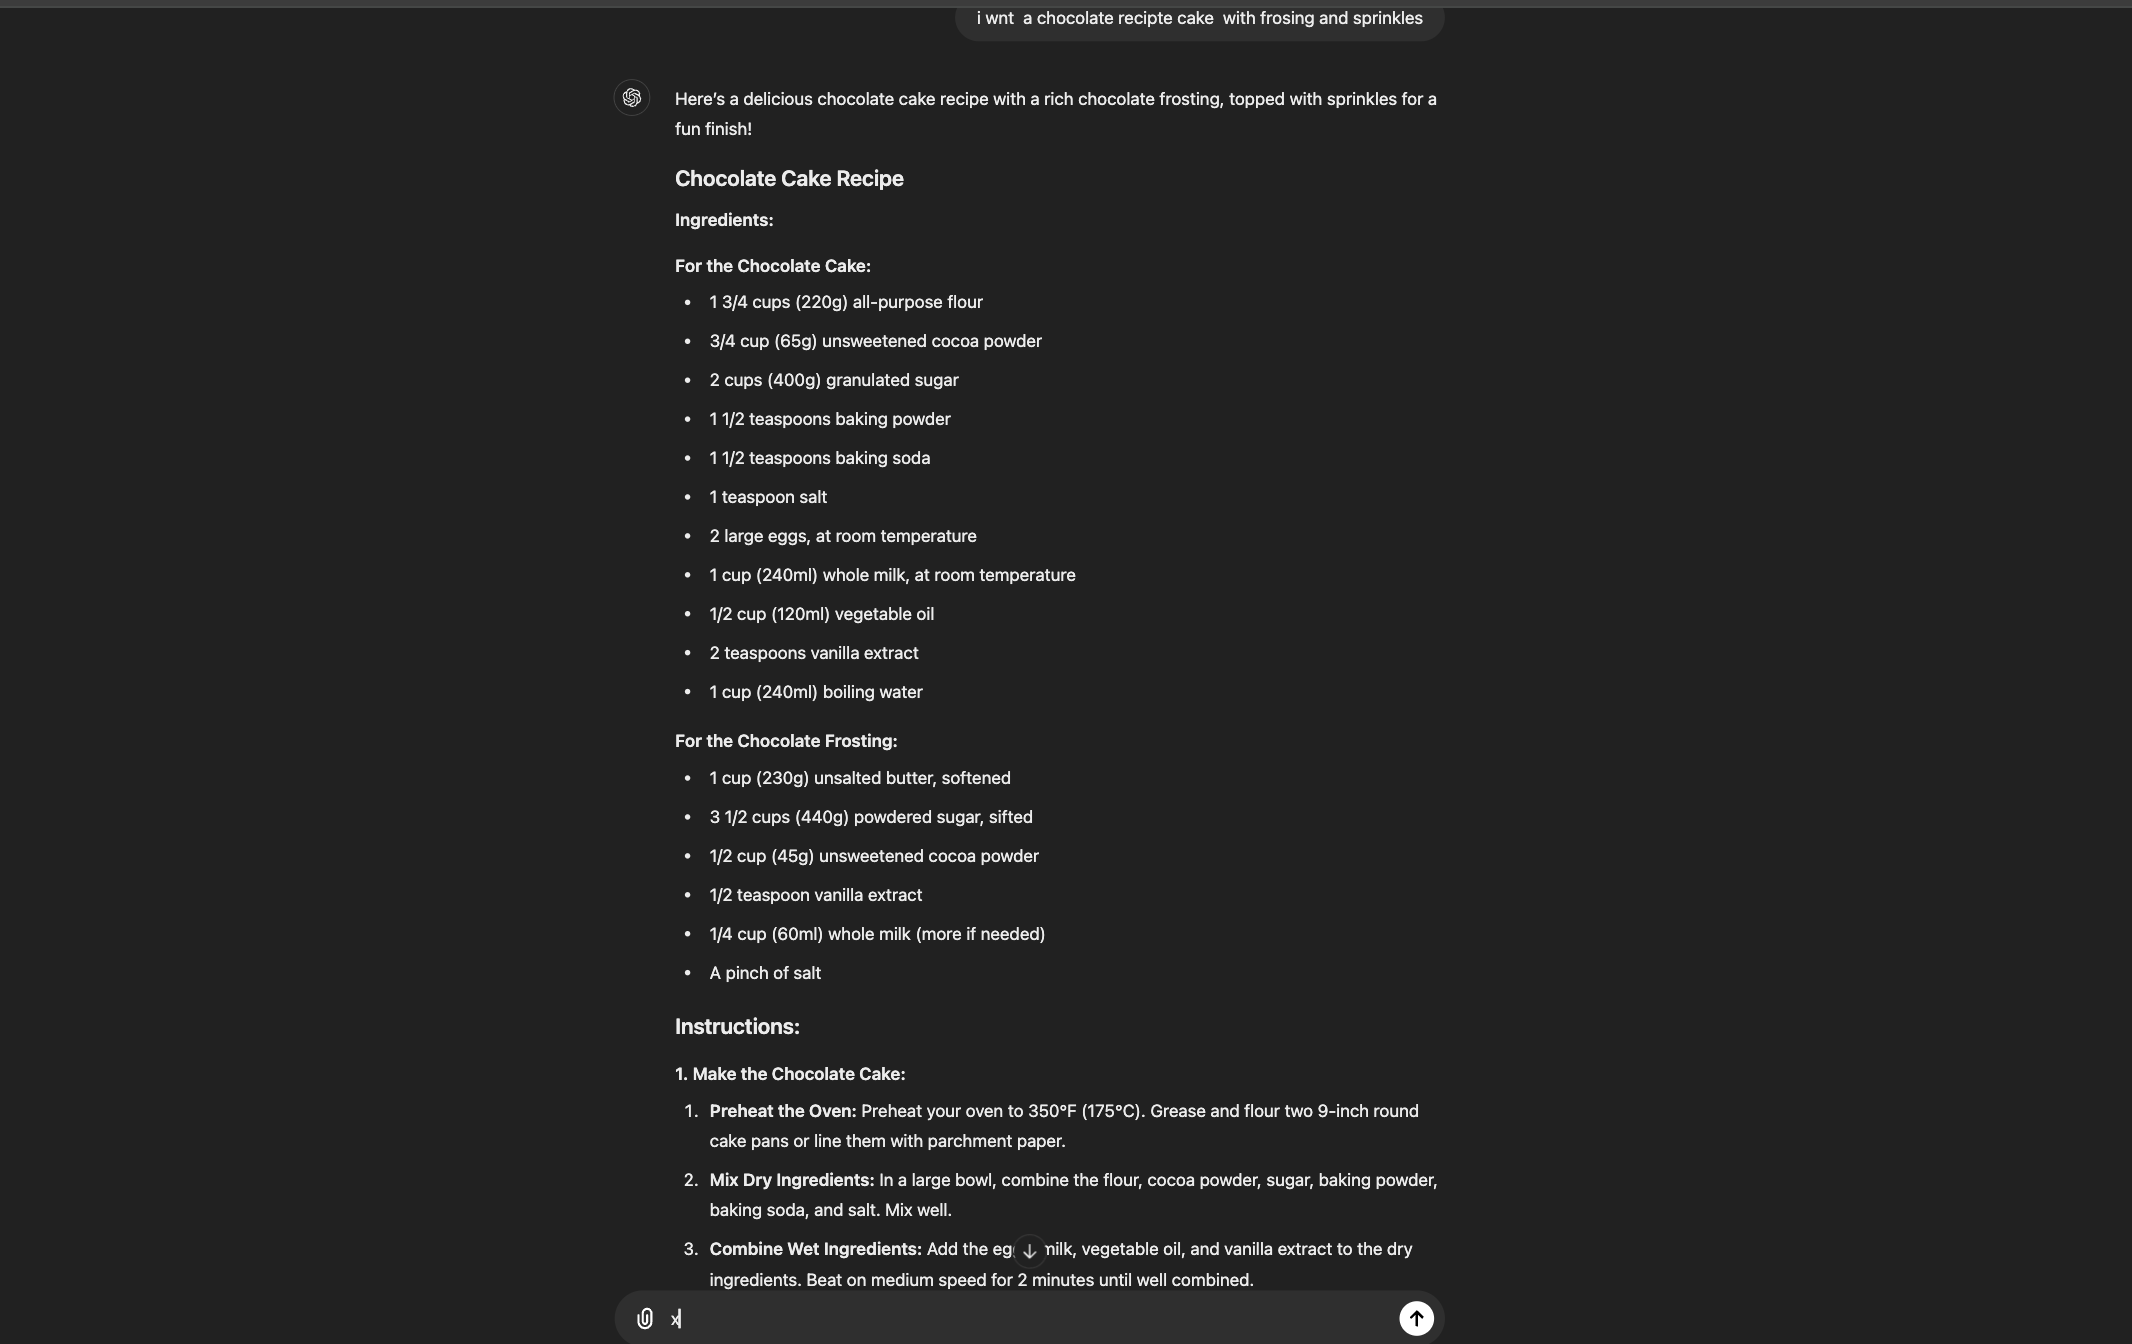 i wnt  a chocolate recipte cake  with frosing and sprinkles
Here's a delicious chocolate cake recipe with a rich chocolate frosting, topped with sprinkles for a
fun finish!
Chocolate Cake Recipe
Ingredients:
For the Chocolate Cake:
• 1 3/4 cups (220g) all-purpose flour
• 3/4 cup (65g) unsweetened cocoa powder
• 2 cups (400g) granulated sugar
• 1 1/2 teaspoons baking powder
• 1 1/2 teaspoons baking soda
• 1 teaspoon salt
• 2 large eggs, at room temperature
• 1 cup (240ml) whole milk, at room temperature
• 1/2 cup (120ml) vegetable oil
• 2 teaspoons vanilla extract
• 1 cup (240ml) boiling water
For the Chocolate Frosting:
• 1 cup (230g) unsalted butter, softened
• 3 1/2 cups (440g) powdered sugar, sifted
• 1/2 cup (45g) unsweetened cocoa powder
• 1/2 teaspoon vanilla extract
• 1/4 cup (60ml) whole milk (more if needed)
• A pinch of salt
Instructions:
1. Make the Chocolate Cake:
1. Preheat the Oven: Preheat your oven to 350°F (175°C). Grease and flour two 9-inch round
cake pans or line them with parchment paper.
2. Mix Dry Ingredients: In a large bowl, combine the flour, cocoa powder, sugar, baking powder,
baking soda, and salt. Mix well.
3. Combine Wet Ingredients: Add the milk, vegetable oil, and vanilla extract to the dry
ingredients. Beat on medium speed for 2 minutes until well combined.
x